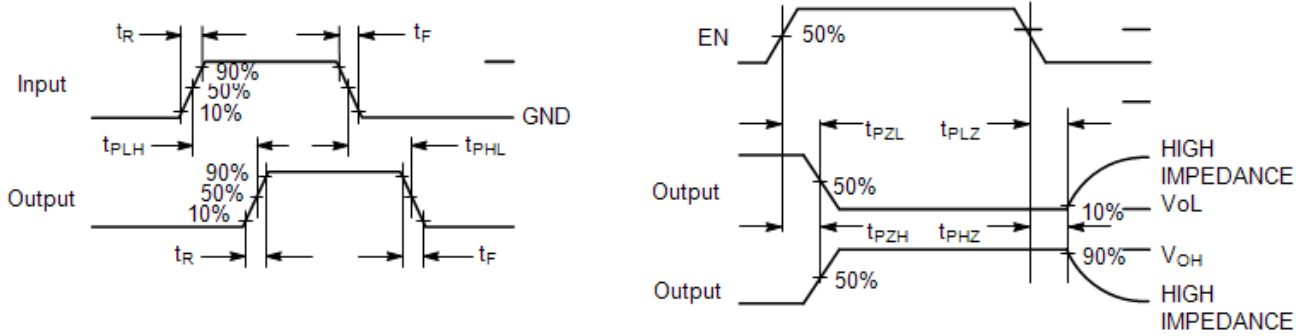 tR
tF
Input
90%
50%
10%
GND
tPLH
tPHL
Output
90%
50%
10%
tR
tF
EN
50%
tPZL
tPLZ
HIGH
IMPEDANCE
Output
50%
10%
VoL
tPZH
tPHZ
90%
VOH
Output
50%
HIGH
IMPEDANCE